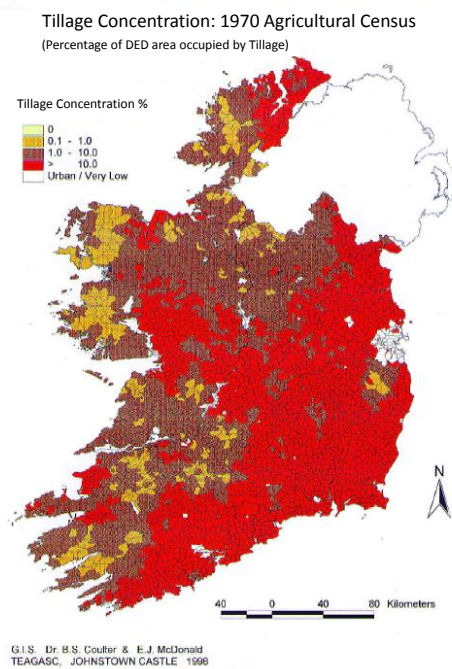 Tillage Concentration: 1970 Agricultural Census
(Percentage of DED area occupied by Tillage)
Tillage Concentration %
0
0.1 - 1.0
1.0 - 10.0
> 10.0
Urban / Very Low
N
40 0 40 80 Kilometers
G.I.S. Dr. B.S. Coulter & E.J. McDonald
TEAGASC, JOHNSTOWN CASTLE 1998